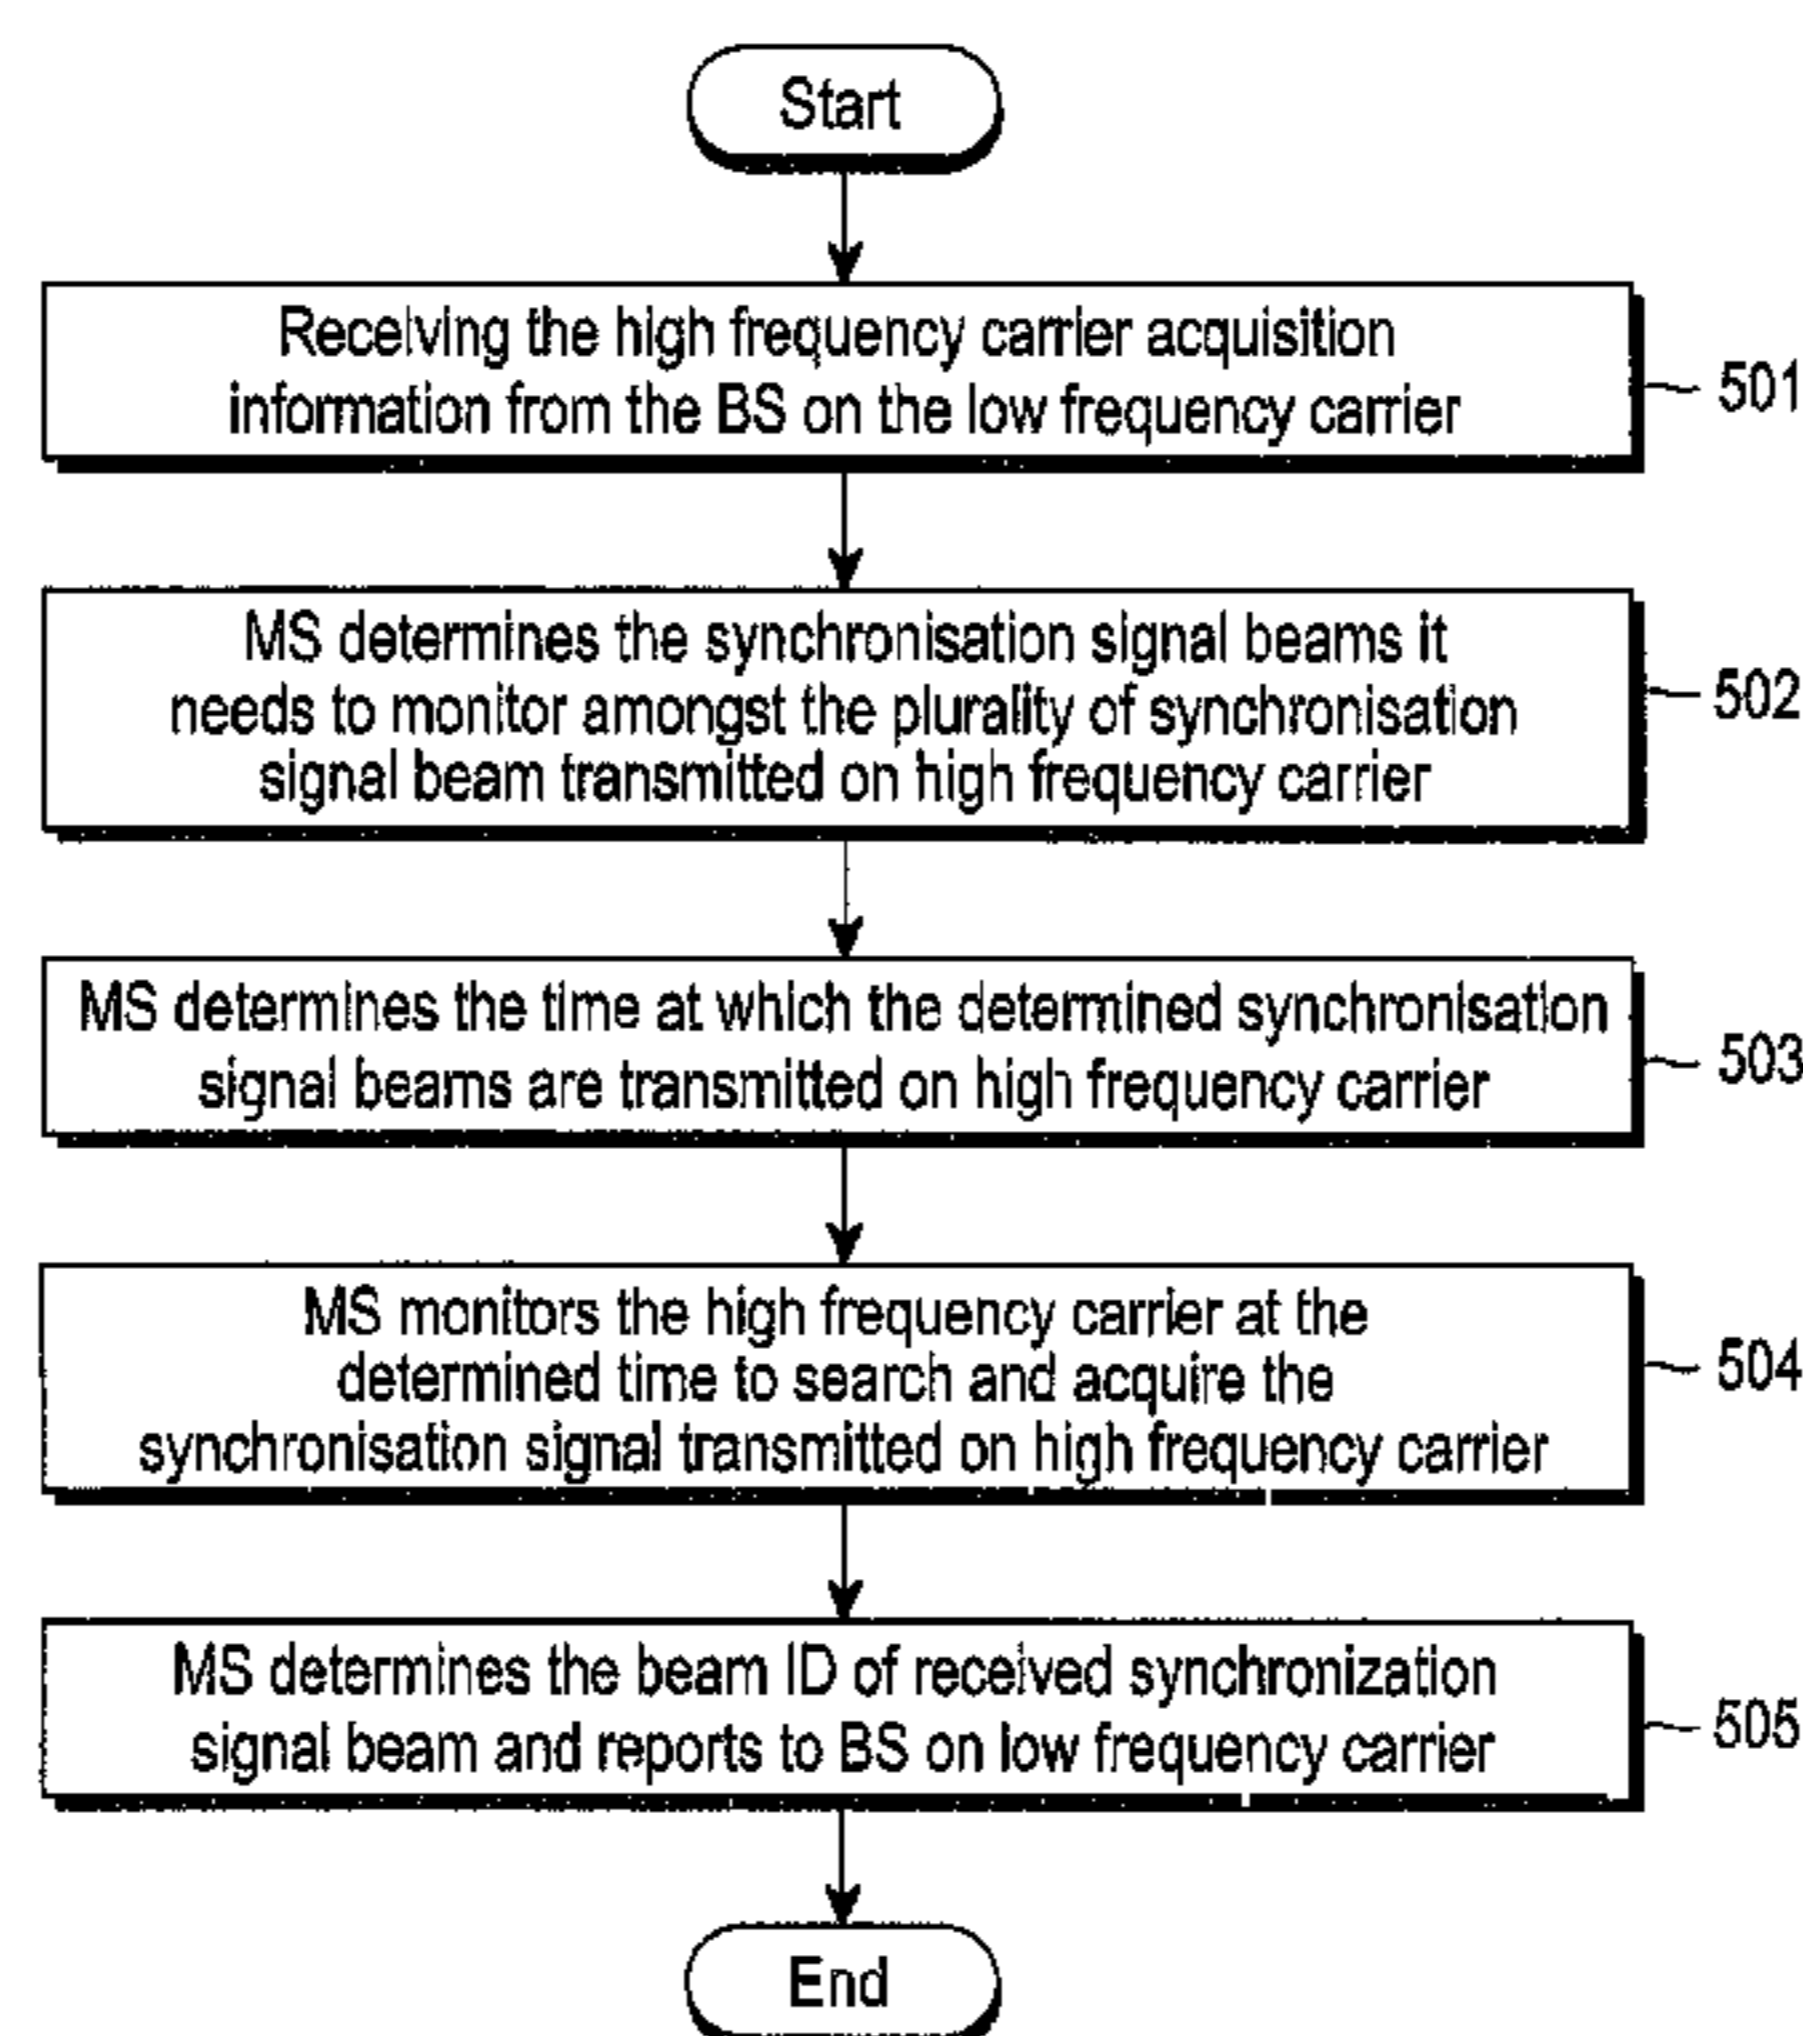 Start
Receiving the high frequency carrier acquisition
information from the BS on the low frequency carrier
501
MS determines the synchronisation signal beams it
needs to monitor amongst the plurality of synchronisation
signal beam transmitted on high frequency carrier
502
MS determines the time at which the determined synchronisation
signal beams are transmitted on high frequency carrier
503
MS monitors the high frequency carrier at the
determined time to search and acquire the
synchronisation signal transmitted on high frequency carrier
504
MS determines the beam ID of received synchronization
signal beam and reports to BS on low frequency carrier
505
End